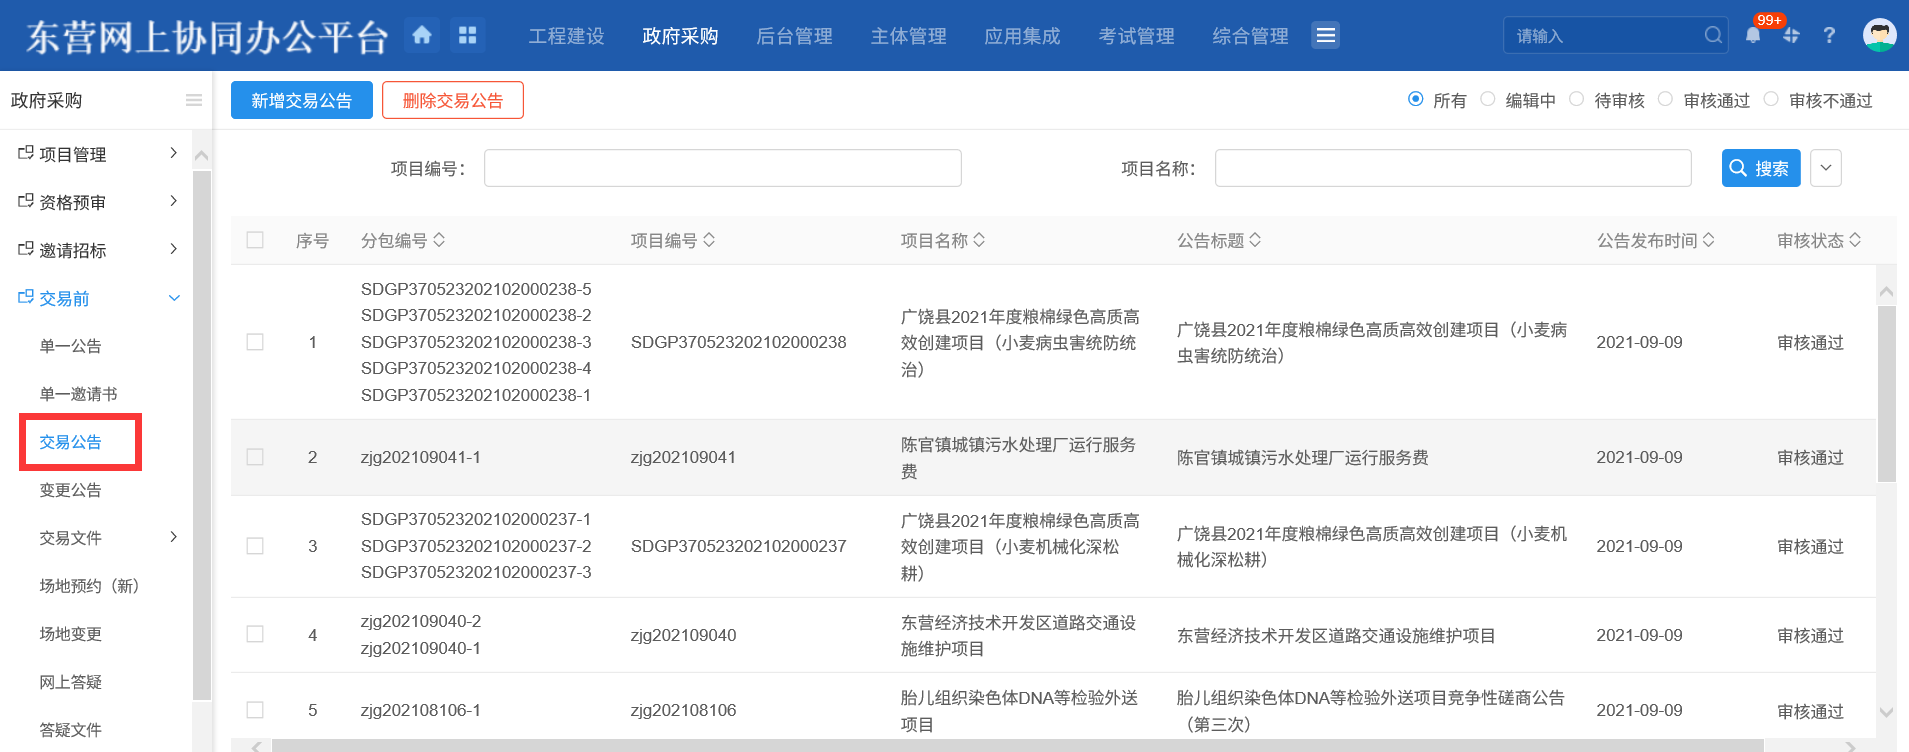 东营网上协同办公平台
工程建设 政府采购 后台管理 主体管理 应用集成 考试管理 综合管理
请输入
99+
?
政府采购
新增交易公告 删除交易公告
所有 编辑中 待审核 审核通过 审核不通过
项目管理
资格预审
邀请招标
交易前
单一公告
单一邀请书
交易公告
变更公告
交易文件
场地预约（新）
场地变更
网上答疑
答疑文件
项目编号：
项目名称：
搜索
序号 分包编号 项目编号 项目名称 公告标题 公告发布时间 审核状态
1
SDGP370523202102000238-5
SDGP370523202102000238-2
SDGP370523202102000238-3
SDGP370523202102000238-4
SDGP370523202102000238-1
SDGP370523202102000238
广饶县2021年度粮棉绿色高质高
效创建项目（小麦病虫害统防统
治）
广饶县2021年度粮棉绿色高质高效创建项目（小麦病
虫害统防统治）
2021-09-09
审核通过
2
zjg202109041-1
zjg202109041
陈官镇城镇污水处理厂运行服务
费
陈官镇城镇污水处理厂运行服务费
2021-09-09
审核通过
3
SDGP370523202102000237-1
SDGP370523202102000237-2
SDGP370523202102000237-3
SDGP370523202102000237
广饶县2021年度粮棉绿色高质高
效创建项目（小麦机械化深松
耕）
广饶县2021年度粮棉绿色高质高效创建项目（小麦机
械化深松耕）
2021-09-09
审核通过
4
zjg202109040-2
zjg202109040-1
zjg202109040
东营经济技术开发区道路交通设
施维护项目
东营经济技术开发区道路交通设施维护项目
2021-09-09
审核通过
5
zjg202108106-1
zjg202108106
胎儿组织染色体DNA等检验外送
项目
胎儿组织染色体DNA等检验外送项目竞争性磋商公告
（第三次）
2021-09-09
审核通过